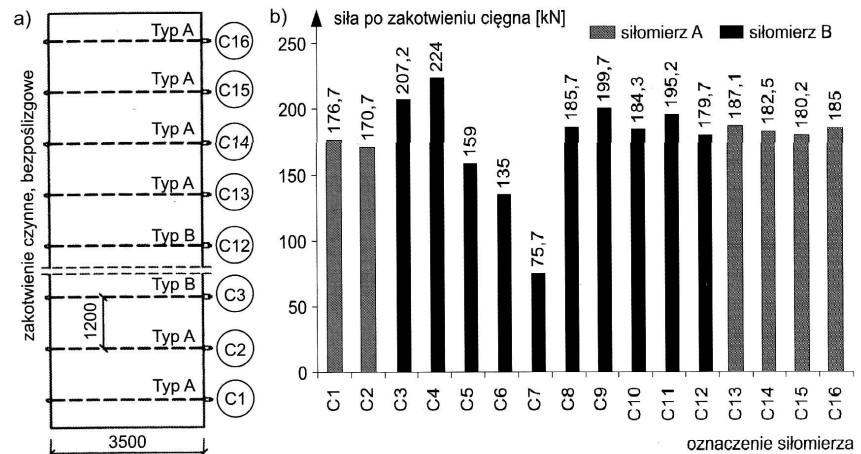 a)
zakotwienie czynne, bezpoślizgowe
Typ A C16
Typ A C15
Typ A C14
Typ A C13
Typ B C12
Typ B C3
1200
Typ A C2
Typ A C1
3500
b)
siła po zakotwieniu cięgna [kN]
siłomierz A siłomierz B
250
200
150
100
50
0
176,7 170,7 207,2 224 159 135 75,7 185,7 199,7 184,3 195,2 179,7 187,1 182,5 180,2 185
C1 C2 C3 C4 C5 C6 C7 C8 C9 C10 C11 C12 C13 C14 C15 C16
oznaczenie siłomierza